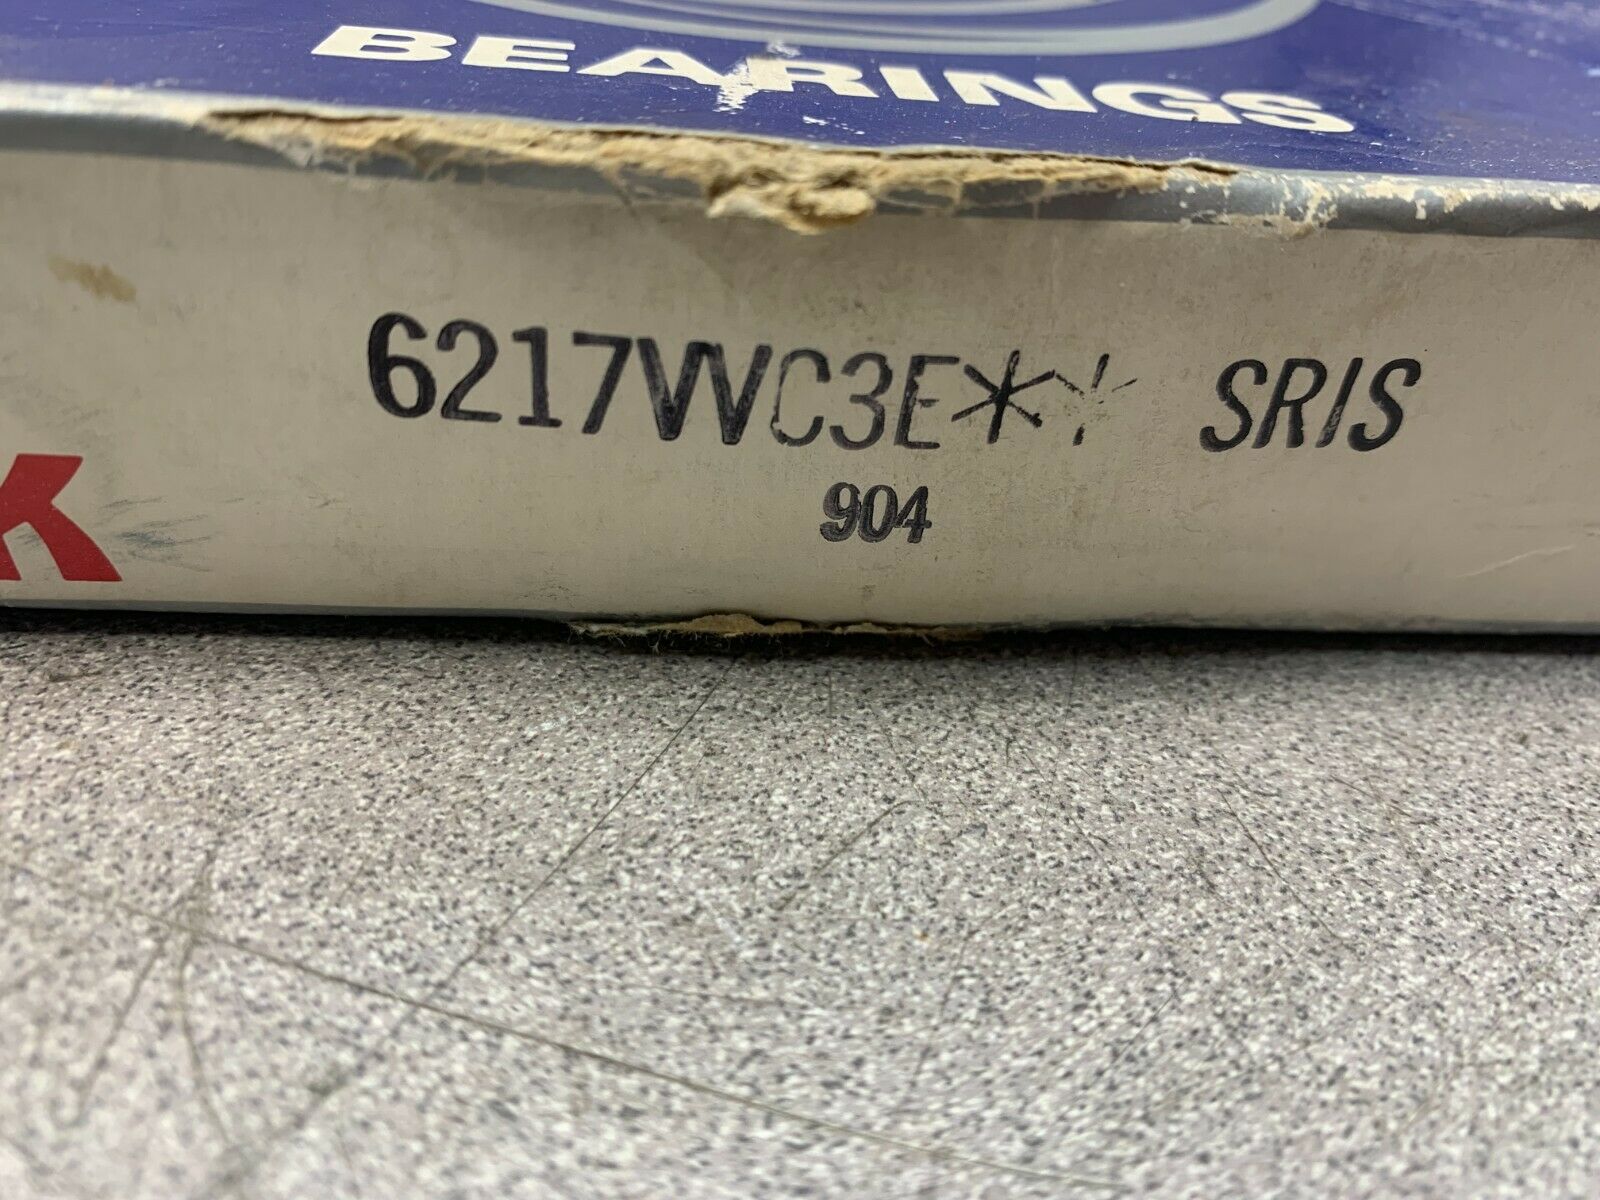 BEARINGS
6217VVC3E** SRIS
904
K